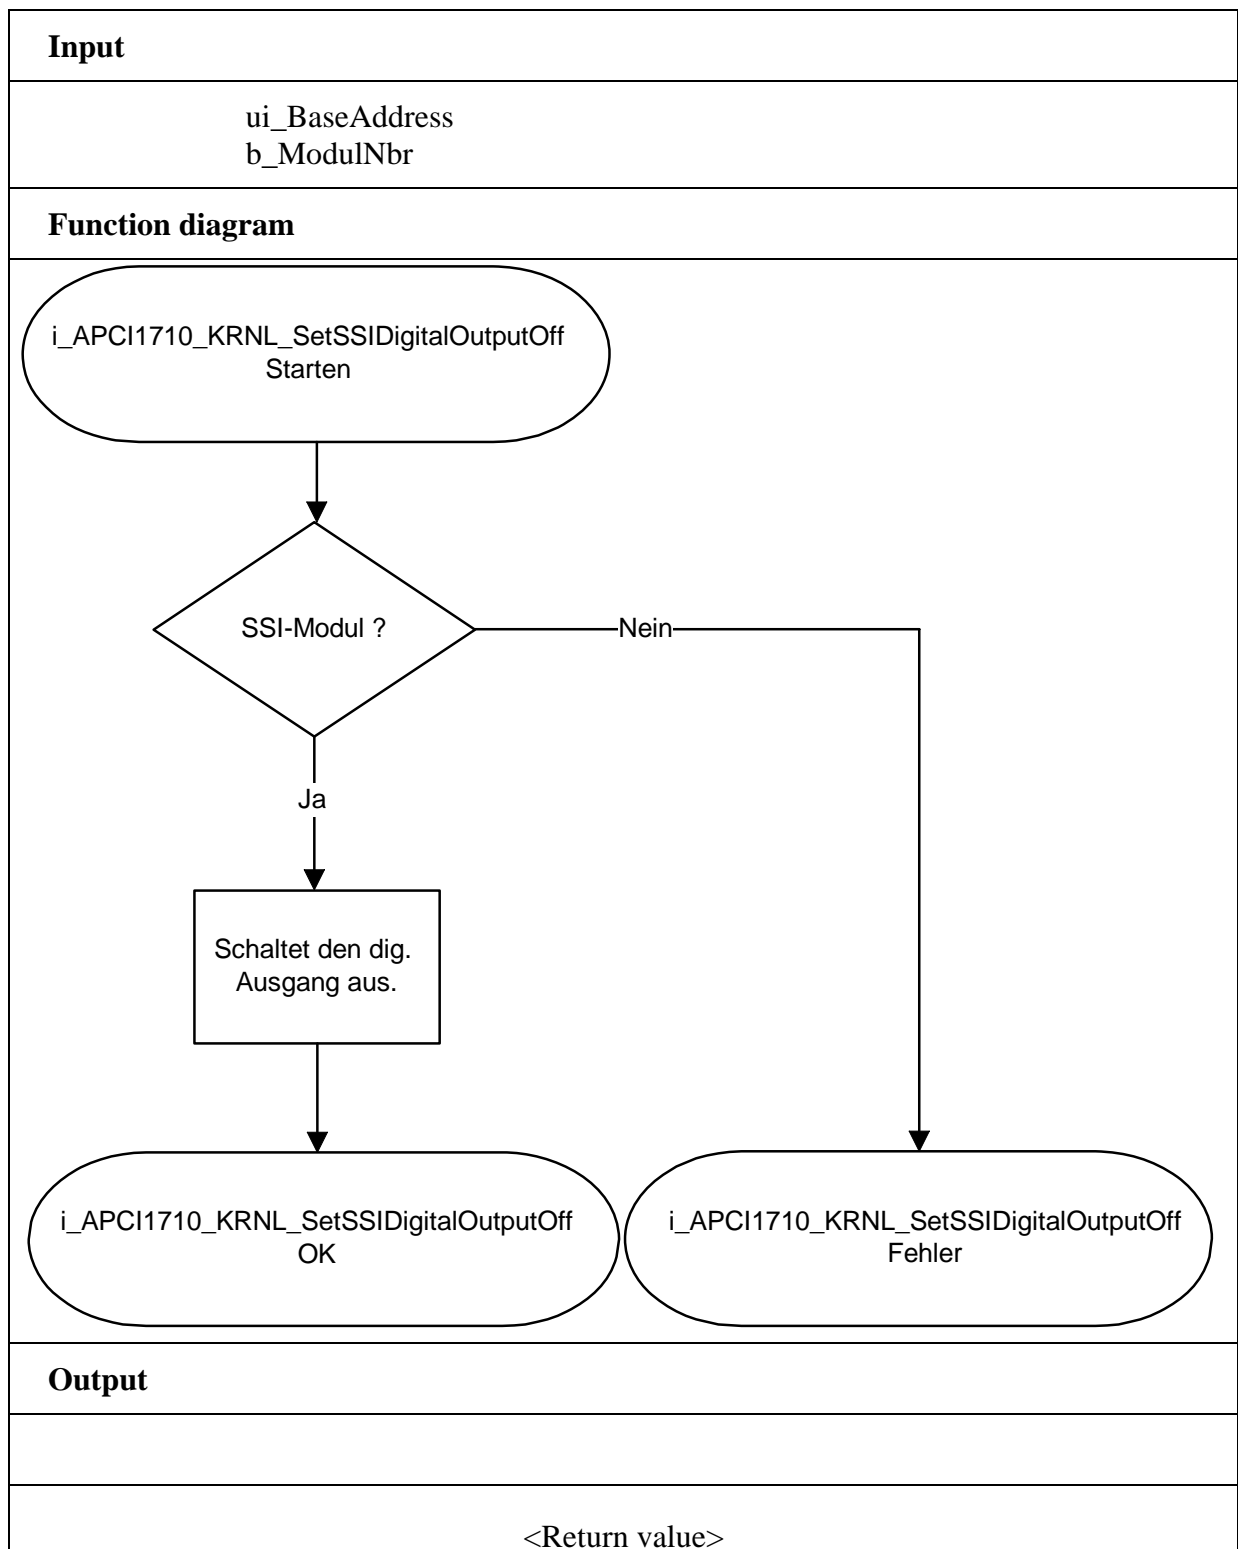 Input
ui_BaseAddress
b_ModulNbr
Function diagram
i_APCI1710_KRNL_SetSSIDigitalOutputOff
Starten
SSI-Modul ?
Nein
Ja
Schaltet den dig.
Ausgang aus.
i_APCI1710_KRNL_SetSSIDigitalOutputOff
OK
i_APCI1710_KRNL_SetSSIDigitalOutputOff
Fehler
Output
<Return value>